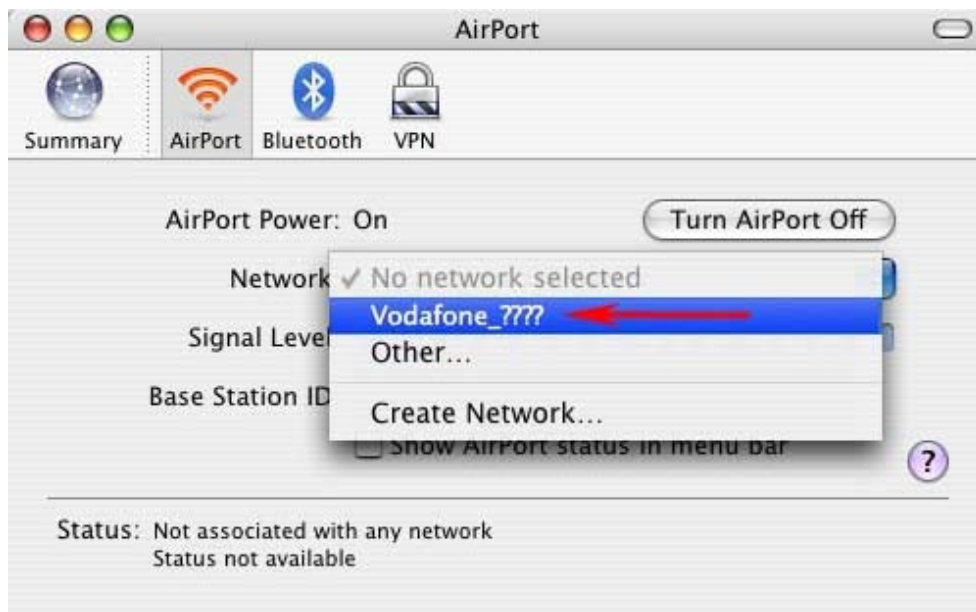 AirPort
Summary AirPort Bluetooth VPN
AirPort Power: On Turn AirPort Off
Network ✓ No network selected
Vodafone_????
Signal Level
Other...
Base Station ID
Create Network...
Show AirPort status in menu bar
?
Status: Not associated with any network
Status not available